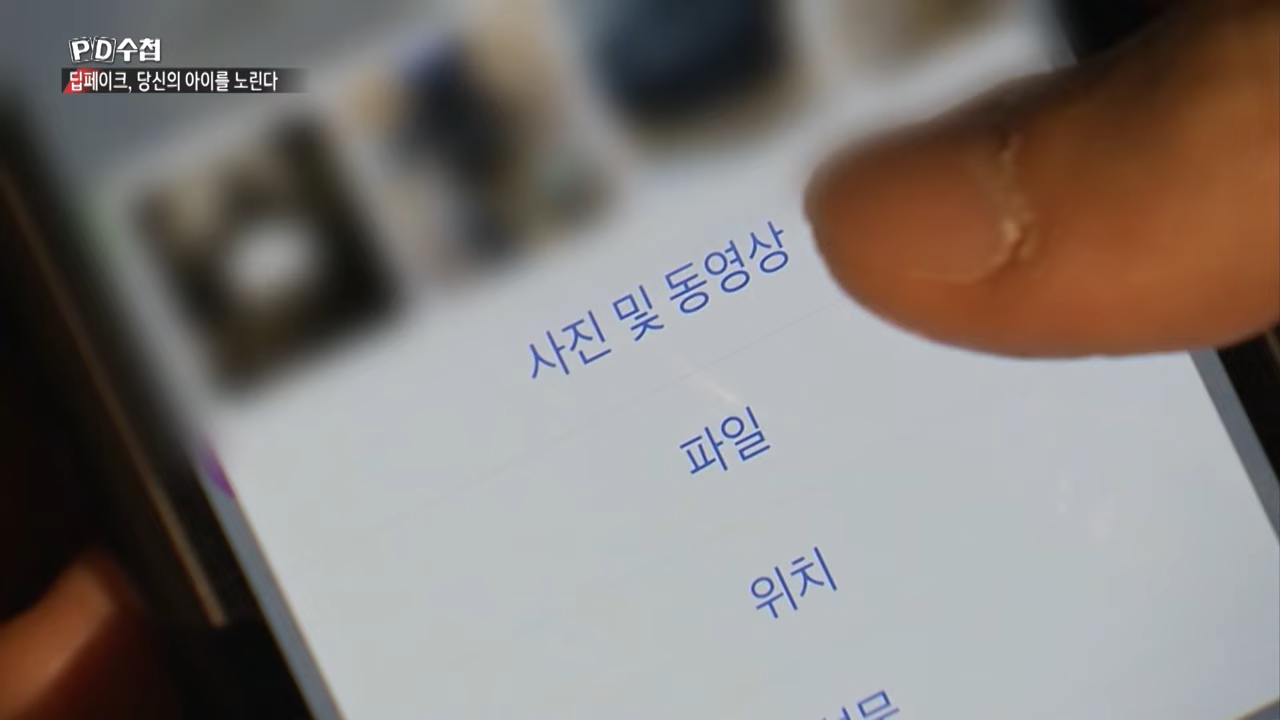 PD수첩
딥페이크, 당신의 아이를 노린다
사진 및 동영상
파일
위치